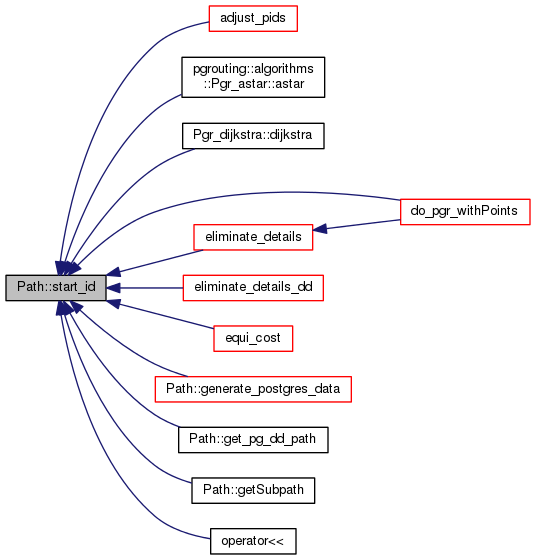 adjust_pids
pgrouting::algorithms
::Pgr_astar::astar
Pgr_dijkstra::dijkstra
do_pgr_withPoints
eliminate_details
Path::start_id
eliminate_details_dd
equi_cost
Path::generate_postgres_data
Path::get_pg_dd_path
Path::getSubpath
operator<<